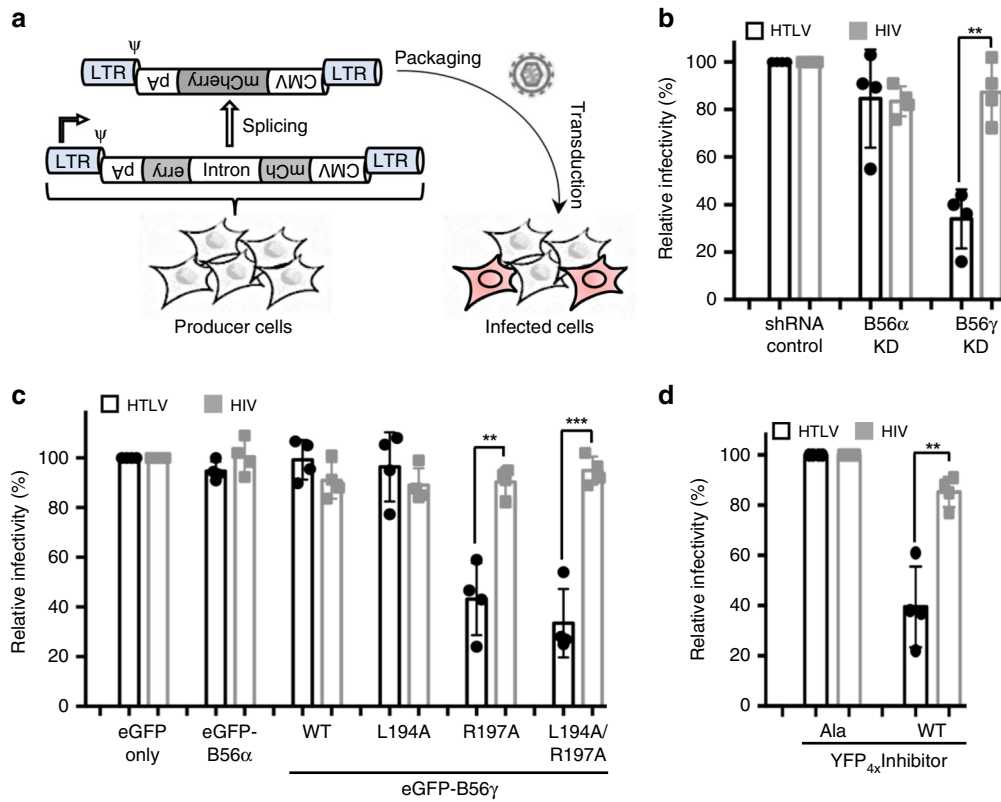 a
LTR
ψ
pA
mCherry
CMV
LTR
Packaging
Splicing
Transduction
LTR
ψ
pA
erry
Intron
mCh
CMV
LTR
Producer cells
Infected cells
b
HTLV
HIV
**
Relative infectivity (%)
100
80
60
40
20
0
shRNA
control
B56α
KD
B56γ
KD
c
HTLV
HIV
**
***
Relative infectivity (%)
100
80
60
40
20
0
eGFP
only
eGFP-
B56α
WT
L194A
R197A
L194A/
R197A
eGFP-B56γ
d
HTLV
HIV
**
Relative infectivity (%)
100
80
60
40
20
0
Ala
WT
YFP4xInhibitor